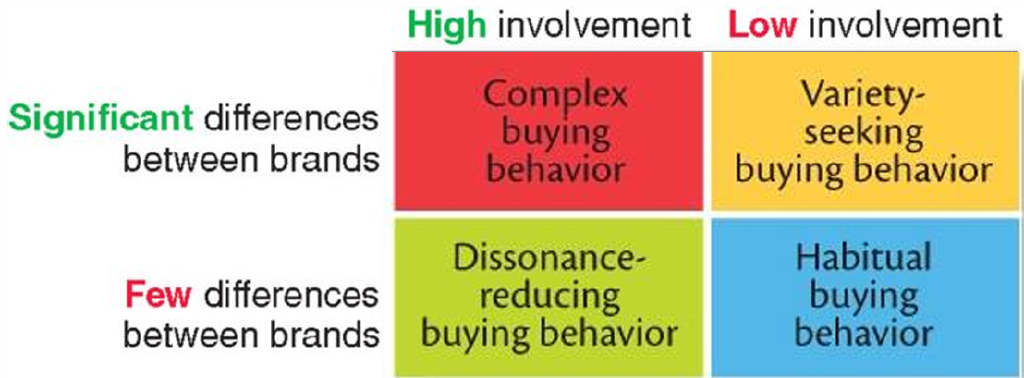 High involvement Low involvement
Significant differences
between brands
Complex
buying
behavior
Variety-
seeking
buying behavior
Few differences
between brands
Dissonance-
reducing
buying behavior
Habitual
buying
behavior